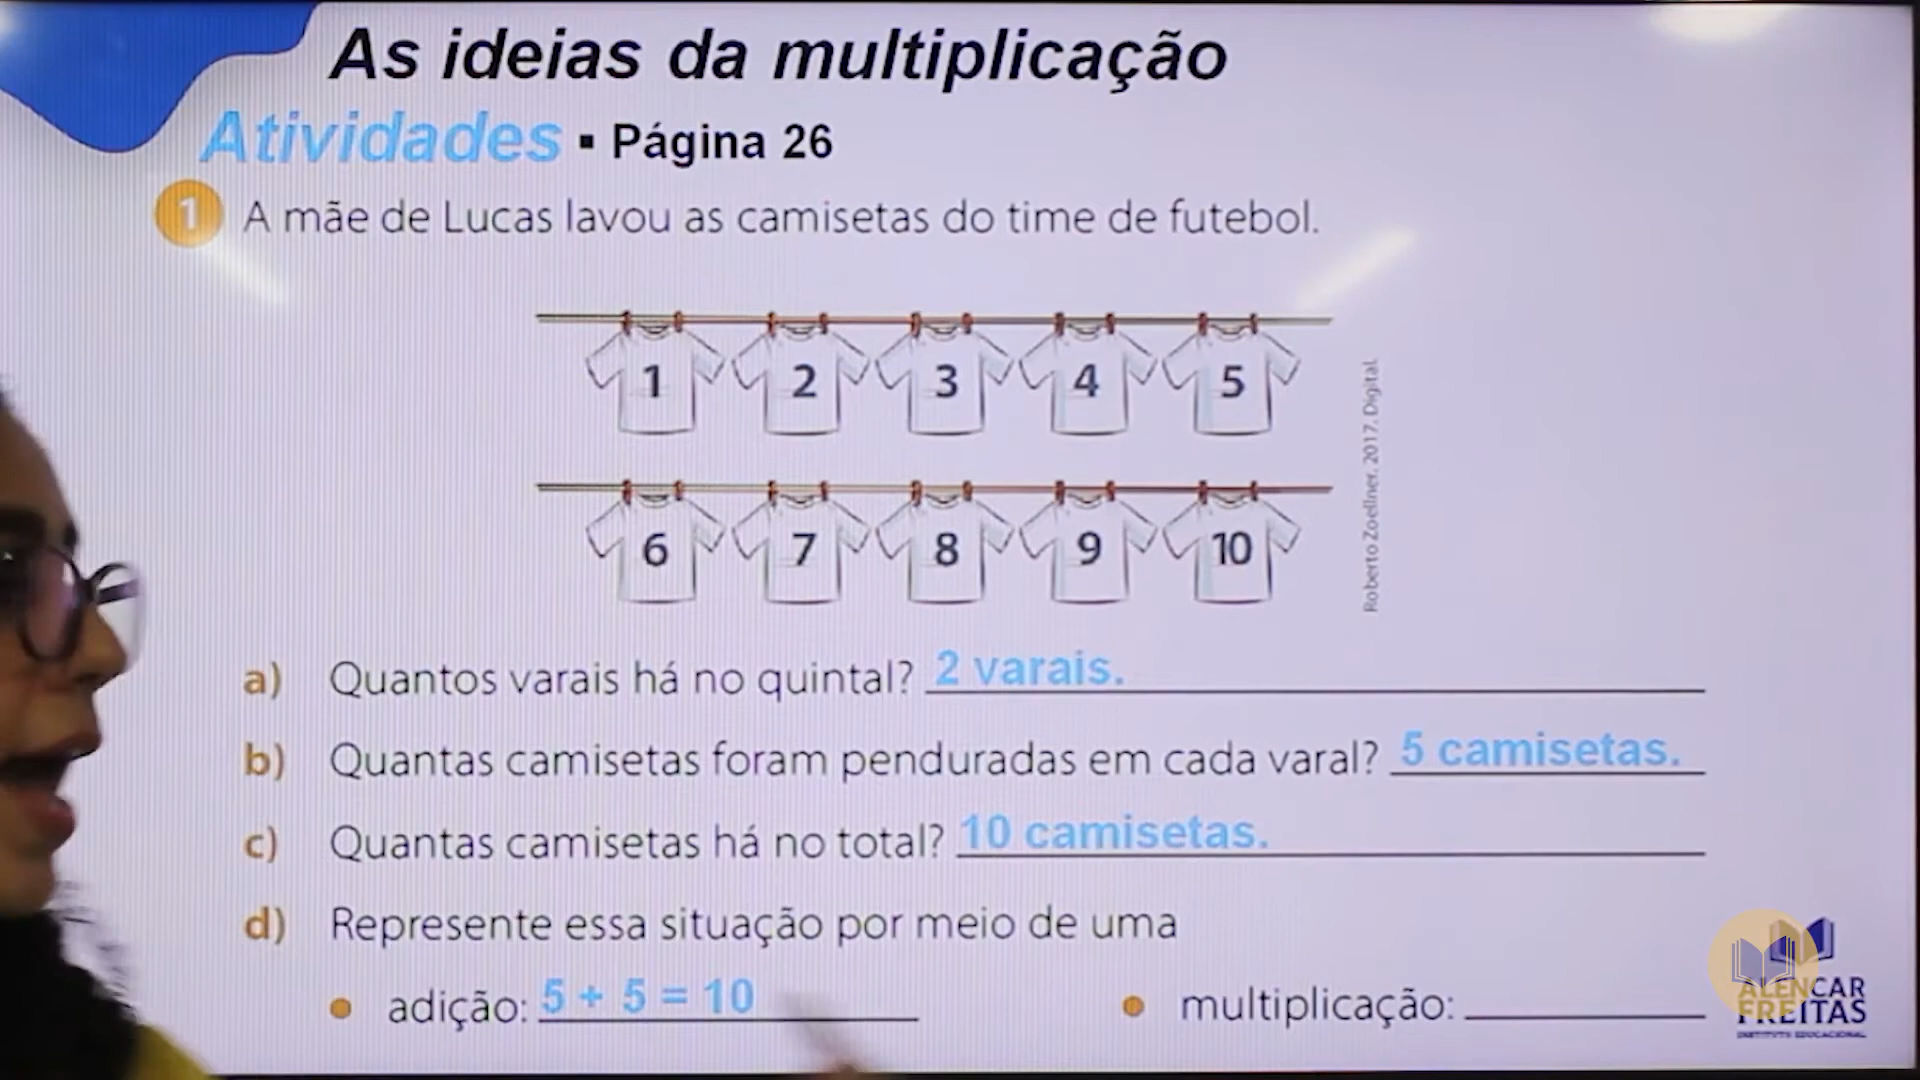 As ideias da multiplicação
Atividades ▪ Página 26
1 A mãe de Lucas lavou as camisetas do time de futebol.
1 2 3 4 5
6 7 8 9 10
Roberto Zoellner. 2017. Digital.
a) Quantos varais há no quintal? 2 varais.
b) Quantas camisetas foram penduradas em cada varal? 5 camisetas.
c) Quantas camisetas há no total? 10 camisetas.
d) Represente essa situação por meio de uma
• adição: 5 + 5 = 10 • multiplicação:
ALENCAR
FREITAS
INSTITUTO EDUCACIONAL